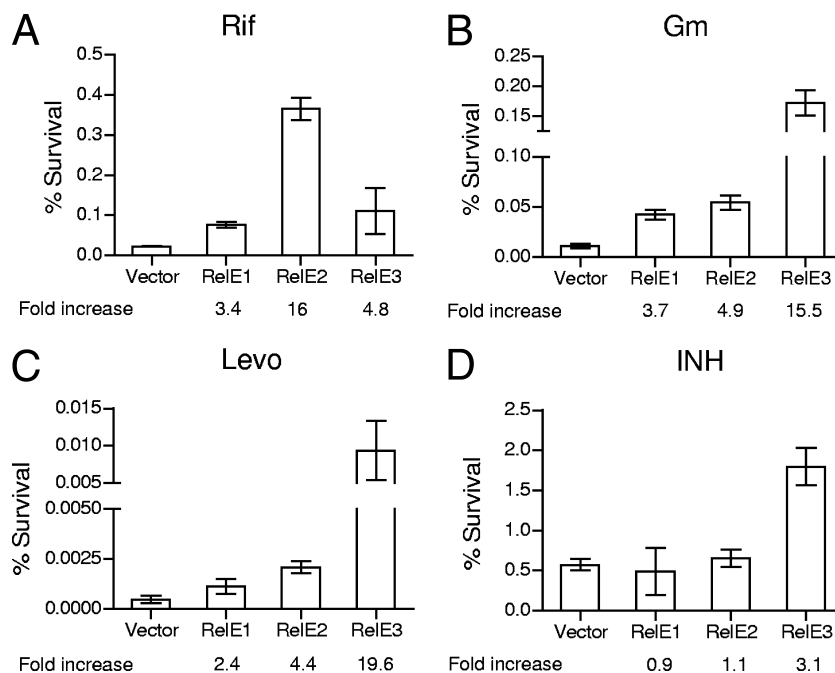 A
Rif
% Survival
0.5
0.4
0.3
0.2
0.1
0.0
Vector RelE1 RelE2 RelE3
Fold increase 3.4 16 4.8
B
Gm
% Survival
0.25
0.20
0.15
0.10
0.05
0.00
Vector RelE1 RelE2 RelE3
Fold increase 3.7 4.9 15.5
C
Levo
% Survival
0.015
0.010
0.005
0.0050
0.0025
0.0000
Vector RelE1 RelE2 RelE3
Fold increase 2.4 4.4 19.6
D
INH
% Survival
2.5
2.0
1.5
1.0
0.5
0.0
Vector RelE1 RelE2 RelE3
Fold increase 0.9 1.1 3.1